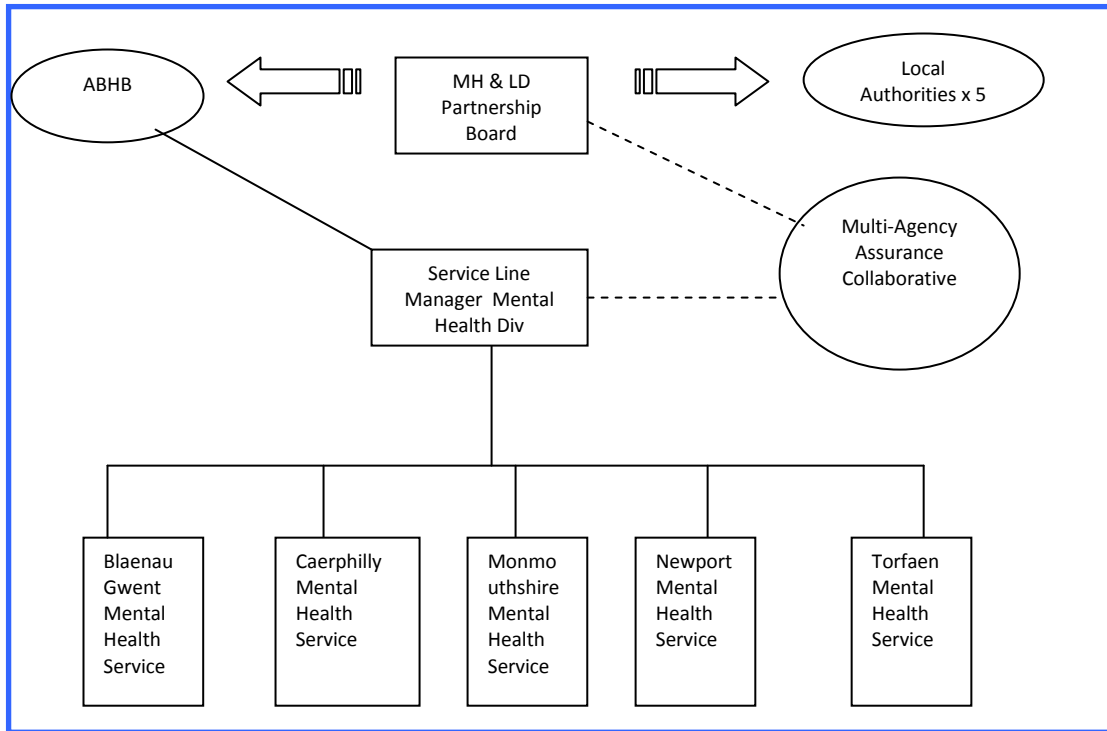 ABHB
MH & LD
Partnership
Board
Local
Authorities x 5
Multi-Agency
Assurance
Collaborative
Service Line
Manager Mental
Health Div
Blaenau
Gwent
Mental
Health
Service
Caerphilly
Mental
Health
Service
Monmo
uthshire
Mental
Health
Service
Newport
Mental
Health
Service
Torfaen
Mental
Health
Service